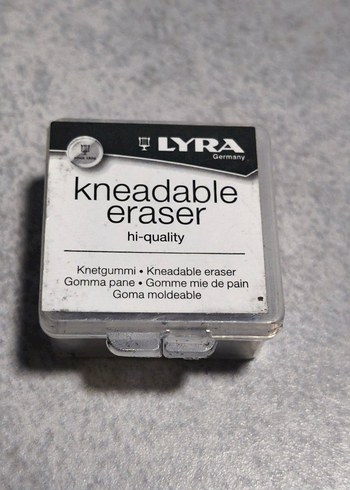 LYRA
Germany
kneadable
eraser
hi-quality
Knetgummi • Kneadable eraser
Gomma pane • Gomme mie de pain
Goma moldeable